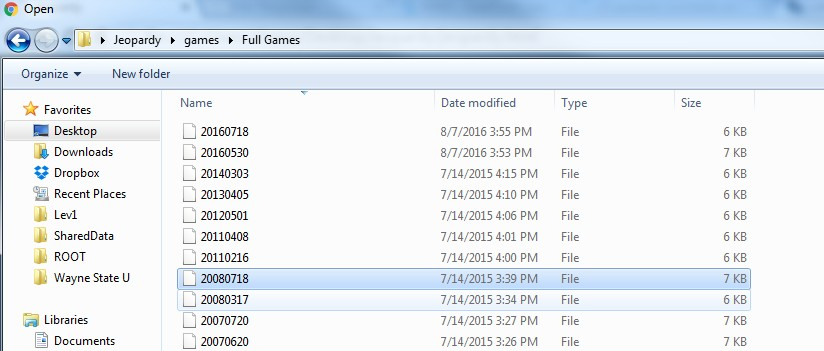 Open
Jeopardy games Full Games
Organize New folder
Name Date modified Type Size
Favorites
Desktop
Downloads
Dropbox
Recent Places
Lev1
SharedData
ROOT
Wayne State U
Libraries
Documents
20160718 8/7/2016 3:55 PM File 6 KB
20160530 8/7/2016 3:53 PM File 7 KB
20140303 7/14/2015 4:15 PM File 6 KB
20130405 7/14/2015 4:10 PM File 6 KB
20120501 7/14/2015 4:06 PM File 6 KB
20110408 7/14/2015 4:01 PM File 6 KB
20110216 7/14/2015 4:00 PM File 6 KB
20080718 7/14/2015 3:39 PM File 7 KB
20080317 7/14/2015 3:34 PM File 6 KB
20070720 7/14/2015 3:27 PM File 7 KB
20070620 7/14/2015 3:26 PM File 7 KB